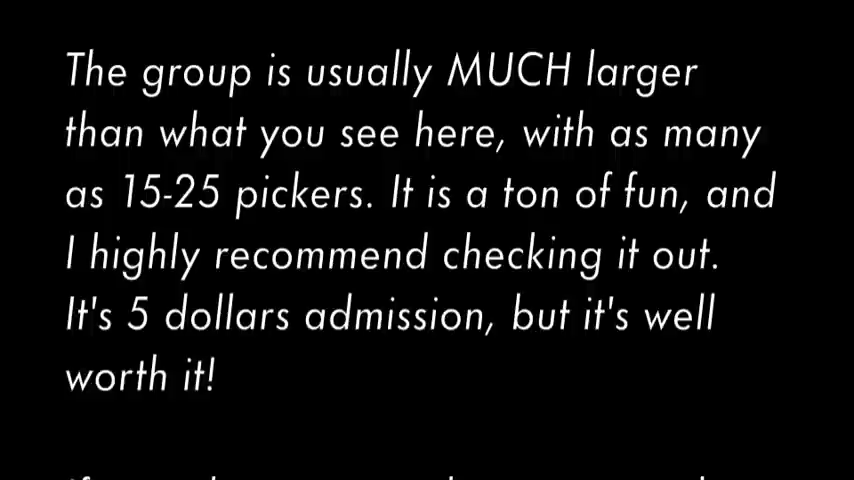 The group is usually MUCH larger
than what you see here, with as many
as 15-25 pickers. It is a ton of fun, and
I highly recommend checking it out.
It's 5 dollars admission, but it's well
worth it!